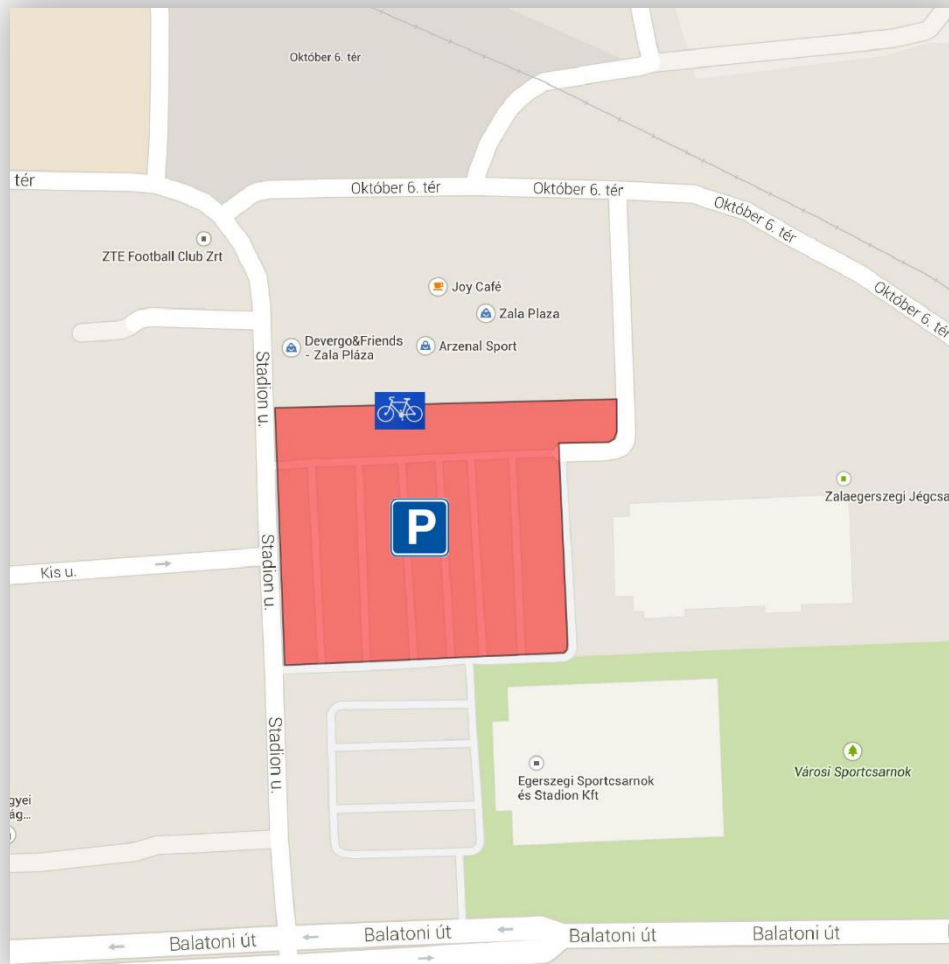 Október 6. tér
tér
Október 6. tér
Október 6. tér
Október 6. tér
ZTE Football Club Zrt
Október 6. tér
Joy Café
Zala Plaza
Devergo&Friends
- Zala Pláza
Arzenal Sport
Stadion u.
Zalaegerszegi Jégcsa
P
Stadion u.
Kis u.
Stadion u.
Egerszegi Sportcsarnok
és Stadion Kft
Városi Sportcsarnok
gyei
ág...
Balatoni út
Balatoni út
Balatoni út
Balatoni út